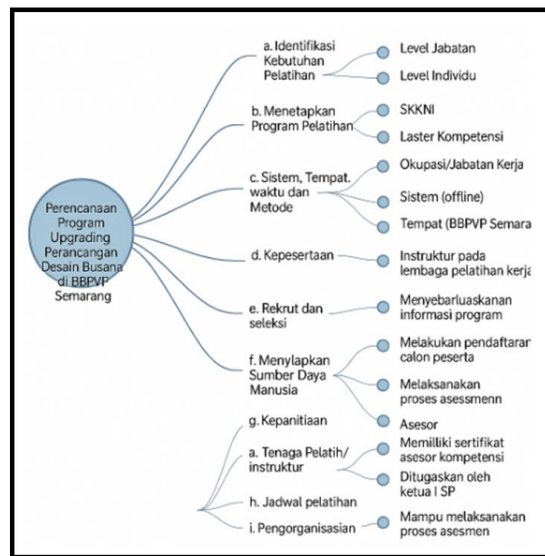 Perencanaan
Program
Upgrading
Perancangan
Desain Busana
di BBPVP
Semarang
a. Identifikasi
Kebutuhan
Pelatihan
Level Jabatan
Level Individu
b. Menetapkan
Program Pelatihan
SKKNI
Laster Kompetensi
c. Sistem, Tempat.
waktu dan
Metode
Okupasi/Jabatan Kerja
Sistem (offline)
Tempat (BBPVP Semara
d. Kepesertaan
Instruktur pada
lembaga pelatihan kerja
e. Rekrut dan
seleksi
Menyebarluaskanan
informasi program
f. Menylapkan
Sumber Daya
Manusia
Melakukan pendaftaran
calon peserta
Melaksanakan
proses asessmenn
Asesor
g. Kepanitiaan
a. Tenaga Pelatih/
instruktur
Memilliki sertifikat
asesor kompetensi
Ditugaskan oleh
ketua I SP
h. Jadwal pelatihan
i. Pengorganisasian
Mampu melaksanakan
proses asesmen